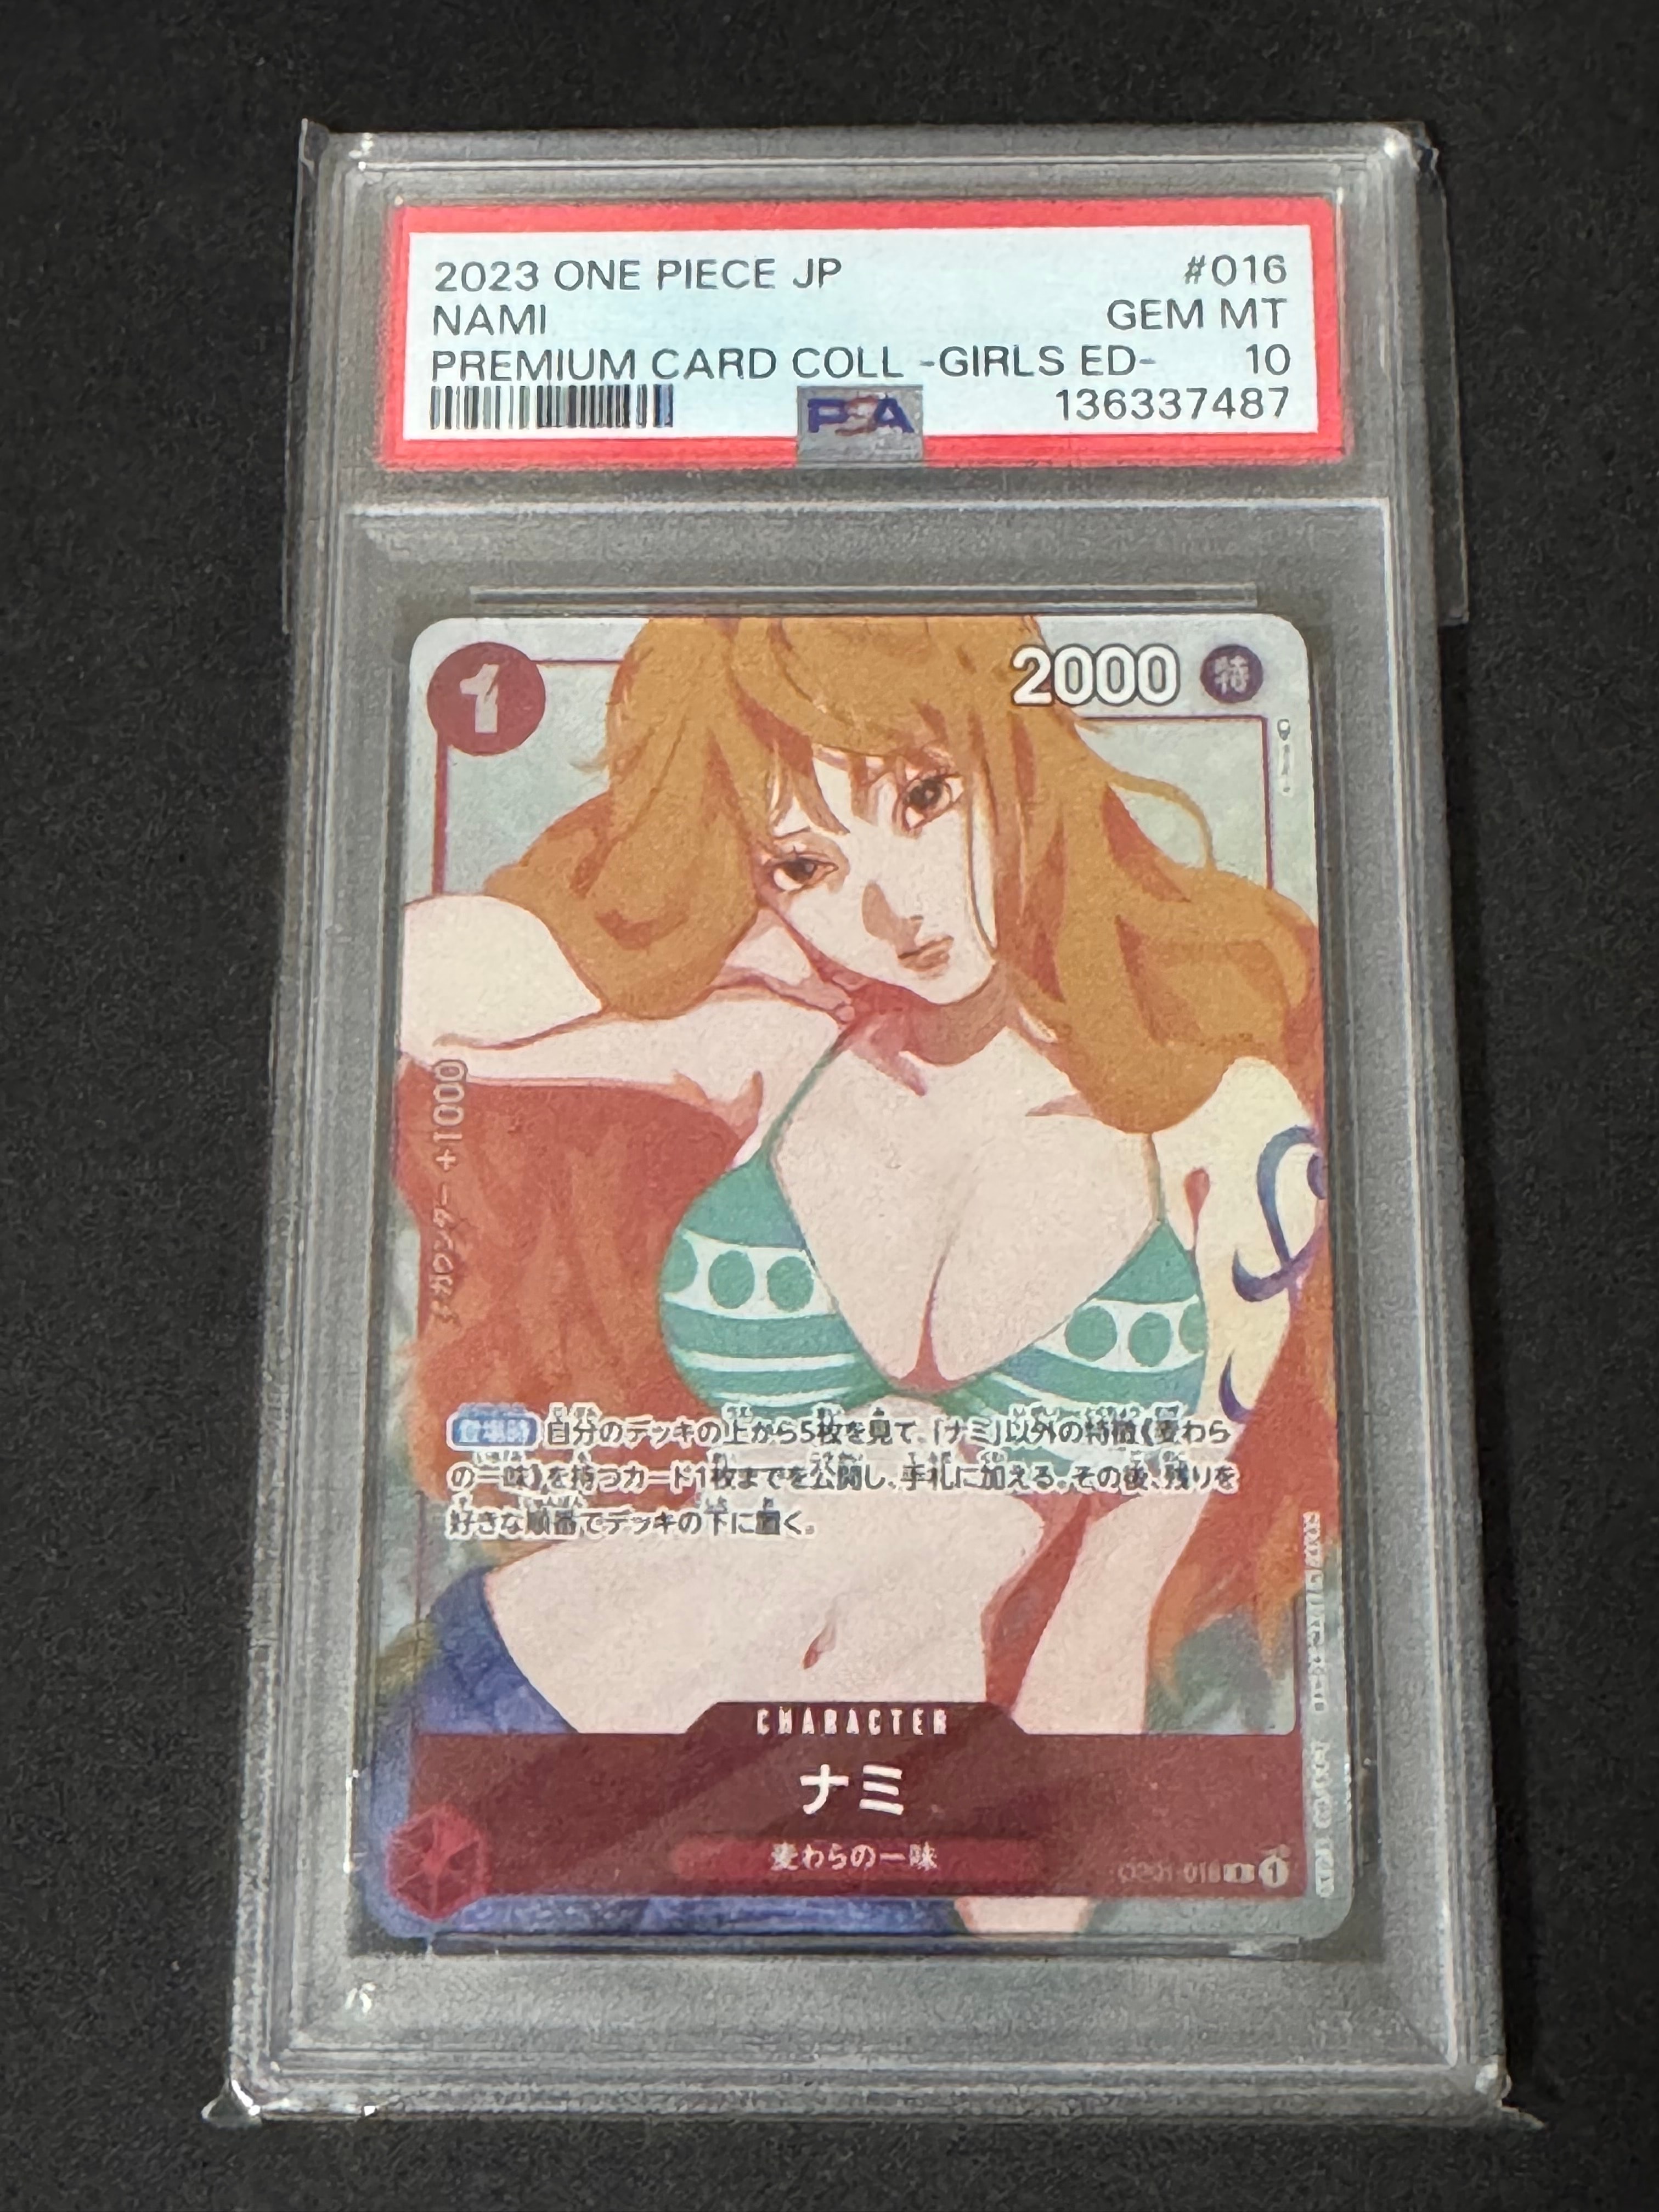 2023 ONE PIECE JP #016
NAMI GEM MT
PREMIUM CARD COLL -GIRLS ED- 10
PSA 136337487
1
2000 特
カウンター +1000
登場時 自分のデッキの上から5枚を見て、「ナミ」以外の特徴《麦わら
の一味》を持つカード1枚までを公開し、手札に加える。その後、残りを
好きな順番でデッキの下に置く。
CHARACTER
ナミ
麦わらの一味
OP01-016 R 1